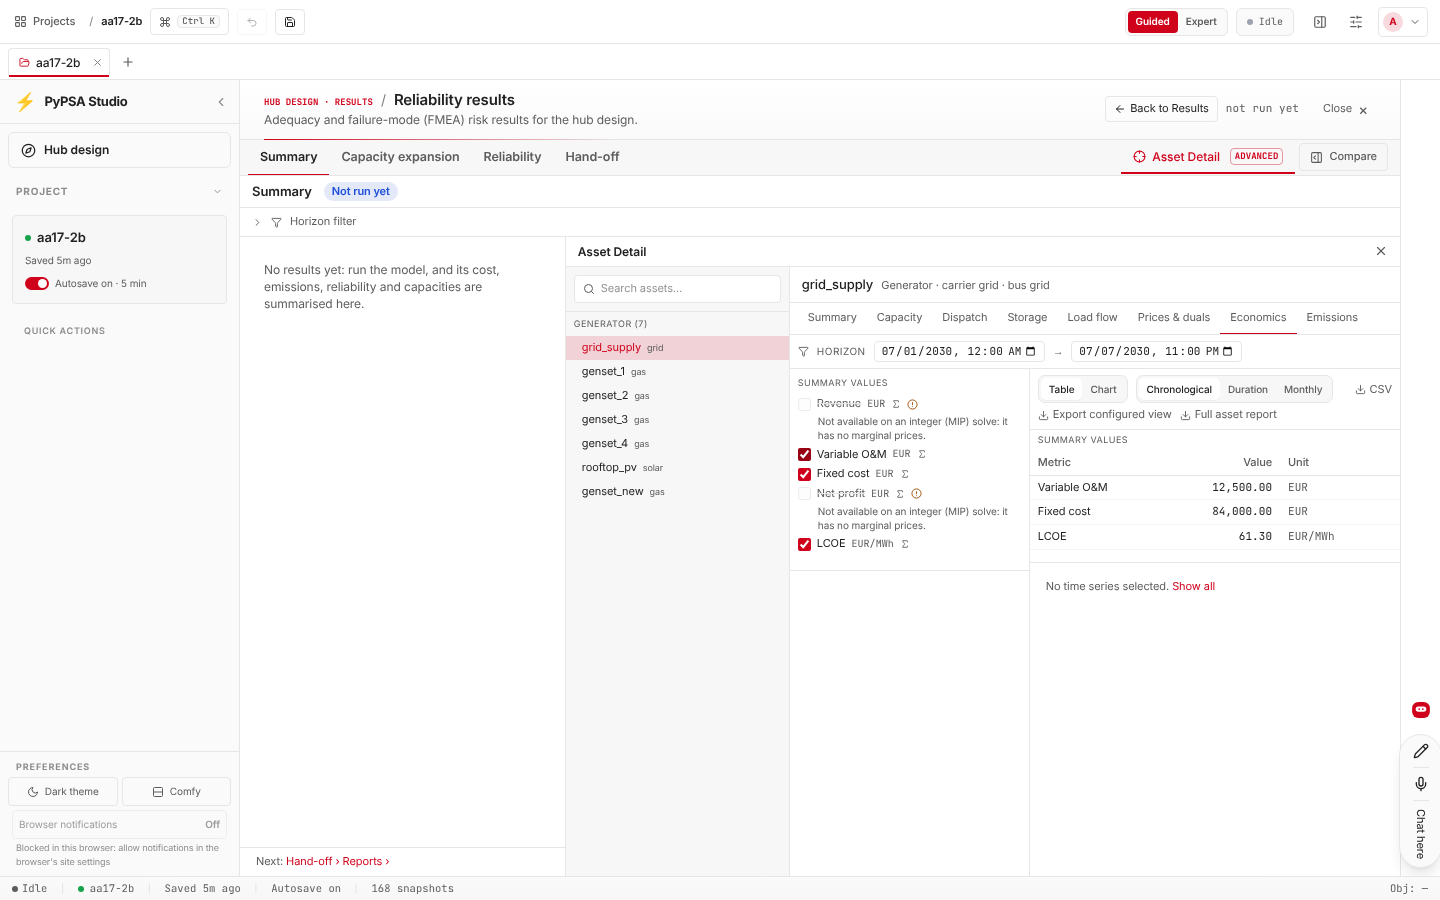 Projects / aa17-2b Ctrl K Guided Expert Idle A
aa17-2b
PyPSA Studio
Hub design
PROJECT
aa17-2b
Saved 5m ago
Autosave on · 5 min
QUICK ACTIONS
PREFERENCES
Dark theme Comfy
Browser notifications Off
Blocked in this browser: allow notifications in the
browser's site settings
HUB DESIGN · RESULTS / Reliability results
Adequacy and failure-mode (FMEA) risk results for the hub design.
← Back to Results not run yet Close ×
Summary Capacity expansion Reliability Hand-off Asset Detail ADVANCED Compare
Summary Not run yet
Horizon filter
No results yet: run the model, and its cost,
emissions, reliability and capacities are
summarised here.
Next: Hand-off › Reports ›
Asset Detail
Search assets...
GENERATOR (7)
grid_supply grid
genset_1 gas
genset_2 gas
genset_3 gas
genset_4 gas
rooftop_pv solar
genset_new gas
grid_supply Generator · carrier grid · bus grid
Summary Capacity Dispatch Storage Load flow Prices & duals Economics Emissions
HORIZON 07/01/2030, 12:00 AM → 07/07/2030, 11:00 PM
SUMMARY VALUES
Revenue EUR Σ
Not available on an integer (MIP) solve: it
has no marginal prices.
Variable O&M EUR Σ
Fixed cost EUR Σ
Net profit EUR Σ
Not available on an integer (MIP) solve: it
has no marginal prices.
LCOE EUR/MWh Σ
Table Chart Chronological Duration Monthly CSV
Export configured view Full asset report
SUMMARY VALUES
Metric Value Unit
Variable O&M 12,500.00 EUR
Fixed cost 84,000.00 EUR
LCOE 61.30 EUR/MWh
No time series selected. Show all
Chat here
Idle aa17-2b Saved 5m ago Autosave on 168 snapshots Obj: —